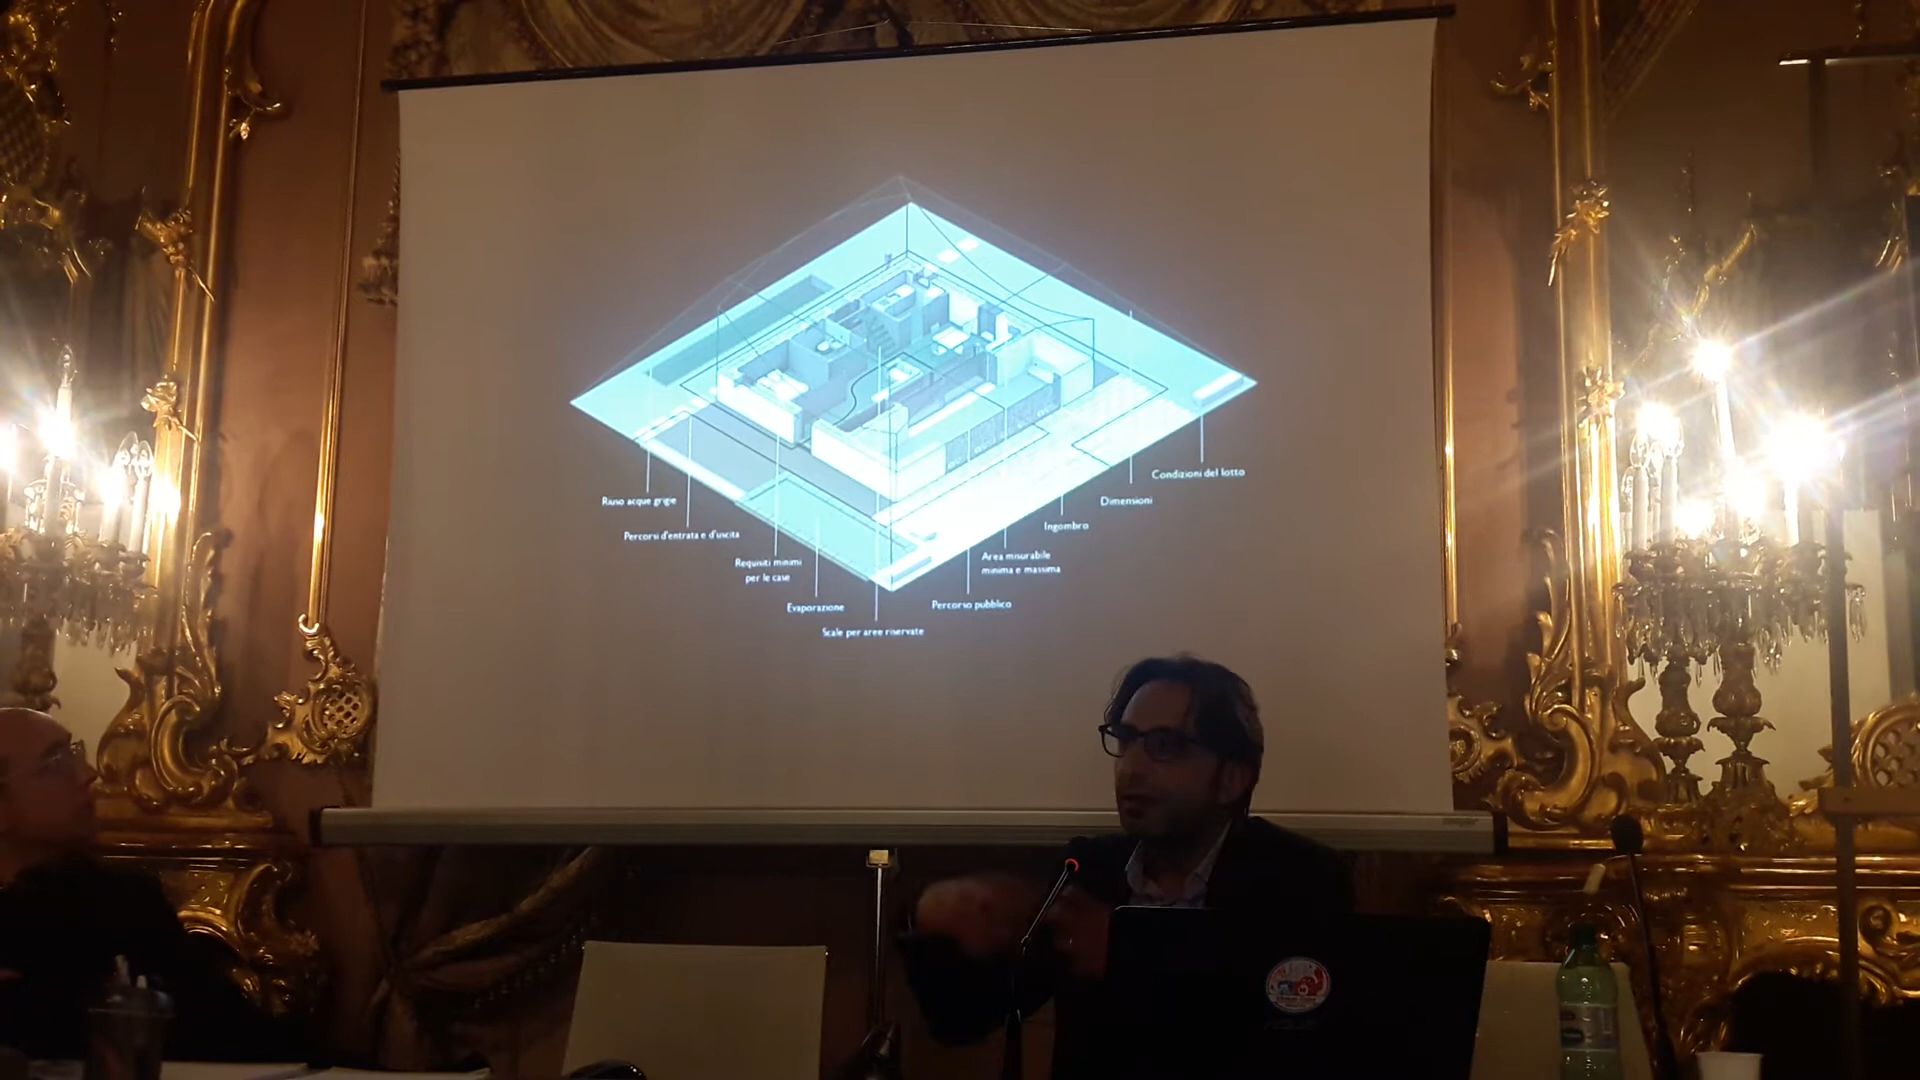 Condizioni del lotto
Riuso acque grigie
Dimensioni
Percorsi d'entrata e d'uscita
Ingombro
Requisiti minimi
per le case
Area misurabile
minima e massima
Evaporazione
Percorso pubblico
Scale per aree riservate